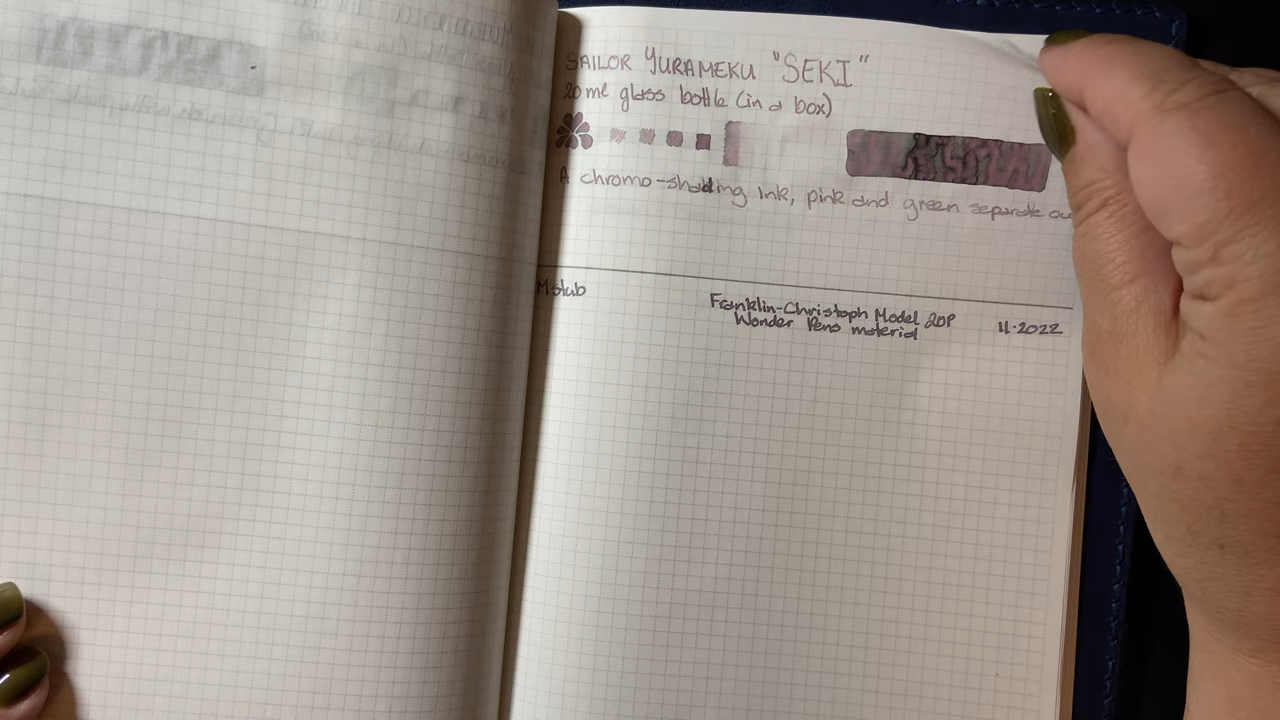 SAILOR YURAMEKU "SEKI"
20 ml glass bottle (in a box)
A chromo-shading ink, pink and green separate
M stub
Franklin-Christoph Model 20P
Wonder Pens material
11·2022